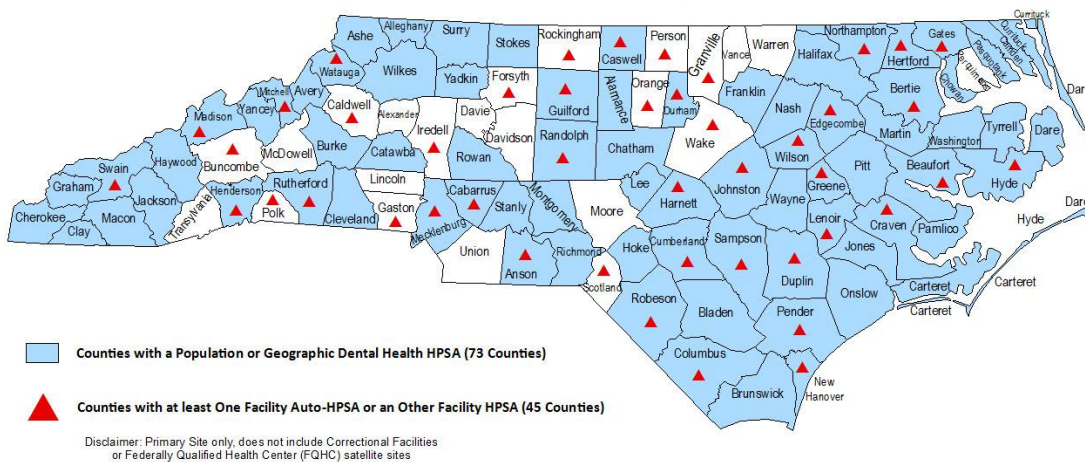 Currituck
Alleghany
Ashe
Surry
Stokes
Rockingham
Caswell
Person
Granville
Vance
Warren
Northampton
Gates
Currituck
Camden
Pasquotank
Perquimans
Chowan
Hertford
Halifax
Watauga
Wilkes
Yadkin
Forsyth
Guilford
Alamance
Orange
Durham
Franklin
Bertie
Dare
Mitchell
Avery
Yancey
Madison
Caldwell
Alexander
Iredell
Davie
Davidson
Randolph
Chatham
Wake
Nash
Edgecombe
Martin
Washington
Tyrrell
Dare
Swain
Haywood
Buncombe
McDowell
Burke
Catawba
Rowan
Wilson
Pitt
Beaufort
Hyde
Graham
Jackson
Henderson
Rutherford
Lincoln
Cabarrus
Stanly
Montgomery
Lee
Harnett
Johnston
Greene
Wayne
Cherokee
Macon
Clay
Transylvania
Polk
Cleveland
Gaston
Mecklenburg
Moore
Lenoir
Craven
Pamlico
Hyde
Dare
Union
Anson
Richmond
Hoke
Cumberland
Sampson
Duplin
Jones
Scotland
Onslow
Carteret
Carteret
Carteret
Robeson
Bladen
Pender
Columbus
Brunswick
New
Hanover
Counties with a Population or Geographic Dental Health HPSA (73 Counties)
Counties with at least One Facility Auto-HPSA or an Other Facility HPSA (45 Counties)
Disclaimer: Primary Site only, does not include Correctional Facilities
or Federally Qualified Health Center (FQHC) satellite sites